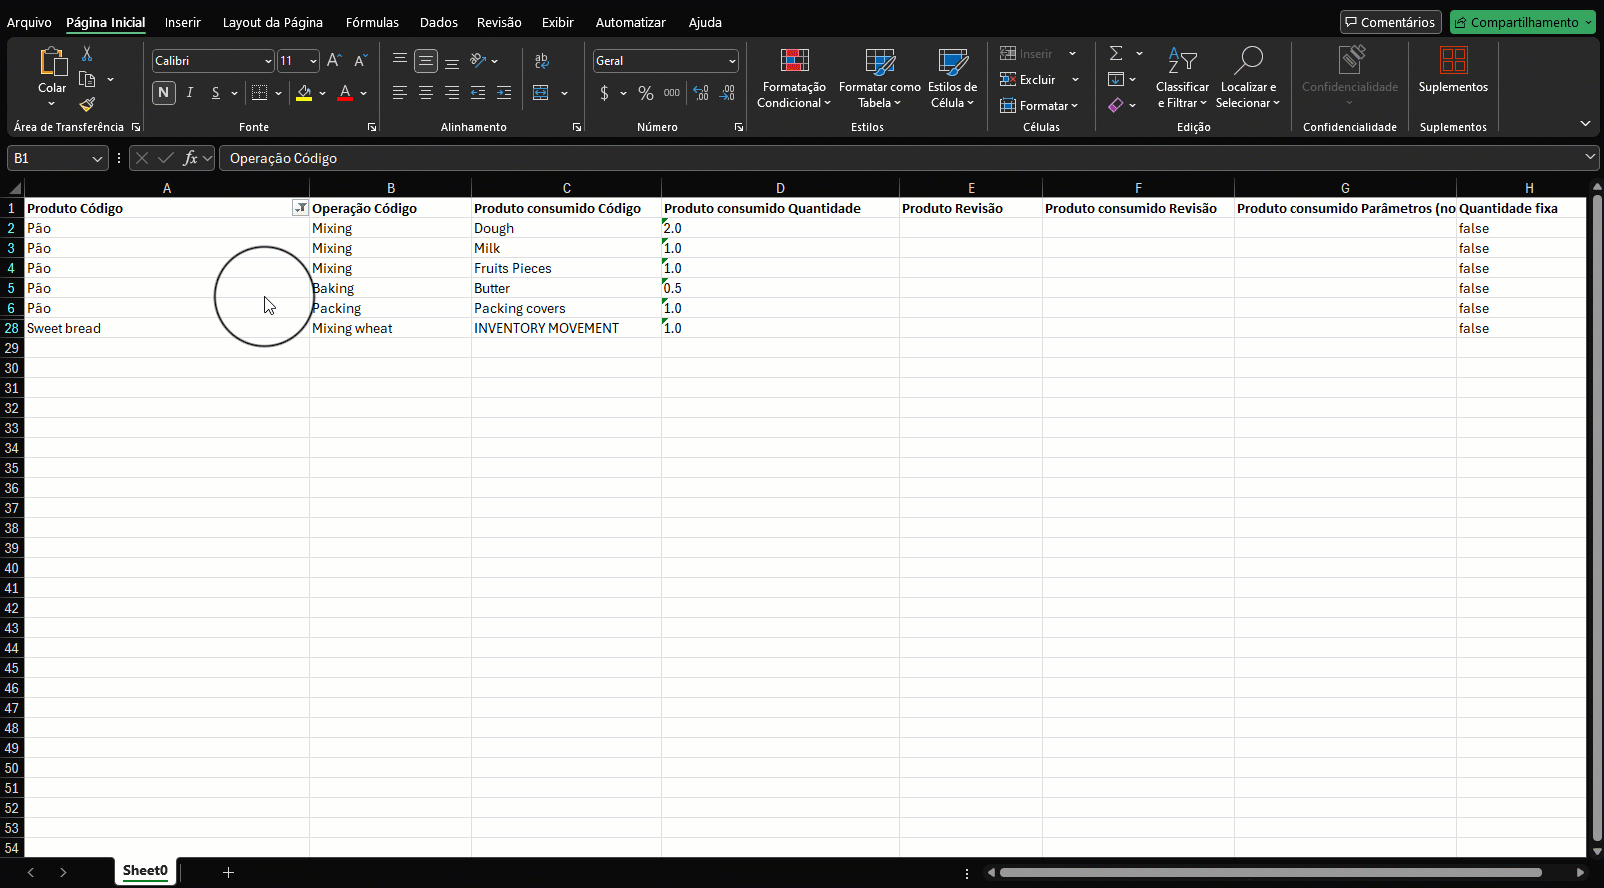 Arquivo Página Inicial Inserir Layout da Página Fórmulas Dados Revisão Exibir Automatizar Ajuda Comentários Compartilhamento
Calibri 11 A A Geral Inserir
Colar Formatação Condicional Formatar como Tabela Estilos de Célula Excluir Classificar e Filtrar Localizar e Selecionar Confidencialidade Suplementos
N I S A $ % 000 Formatar
Área de Transferência Fonte Alinhamento Número Estilos Células Edição Confidencialidade Suplementos
B1 fx Operação Código
A B C D E F G H
1 Produto Código Operação Código Produto consumido Código Produto consumido Quantidade Produto Revisão Produto consumido Revisão Produto consumido Parâmetros (no Quantidade fixa
2 Pão Mixing Dough 2.0 false
3 Pão Mixing Milk 1.0 false
4 Pão Mixing Fruits Pieces 1.0 false
5 Pão Baking Butter 0.5 false
6 Pão Packing Packing covers 1.0 false
28 Sweet bread Mixing wheat INVENTORY MOVEMENT 1.0 false
29
30
31
32
33
34
35
36
37
38
39
40
41
42
43
44
45
46
47
48
49
50
51
52
53
54
Sheet0